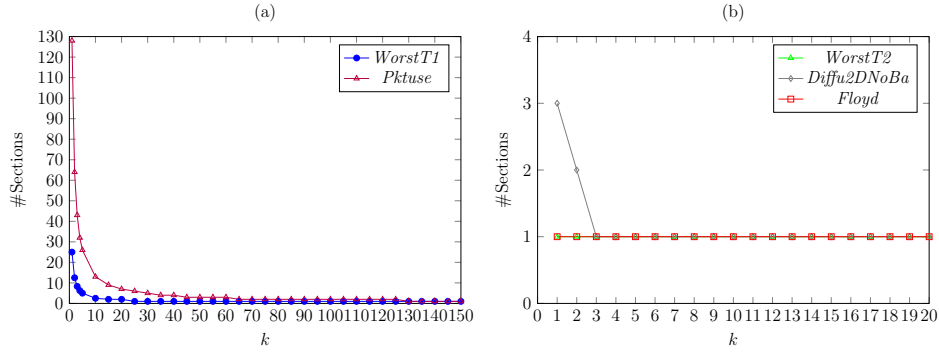 (a)
130
120
110
100
90
80
70
60
50
40
30
20
10
0
#Sections
WorstT1
Pktuse
0 10 20 30 40 50 60 70 80 90 100 110 120 130 140 150
k
(b)
4
3
2
1
0
#Sections
WorstT2
Diffu2DNoBa
Floyd
0 1 2 3 4 5 6 7 8 9 10 11 12 13 14 15 16 17 18 19 20
k